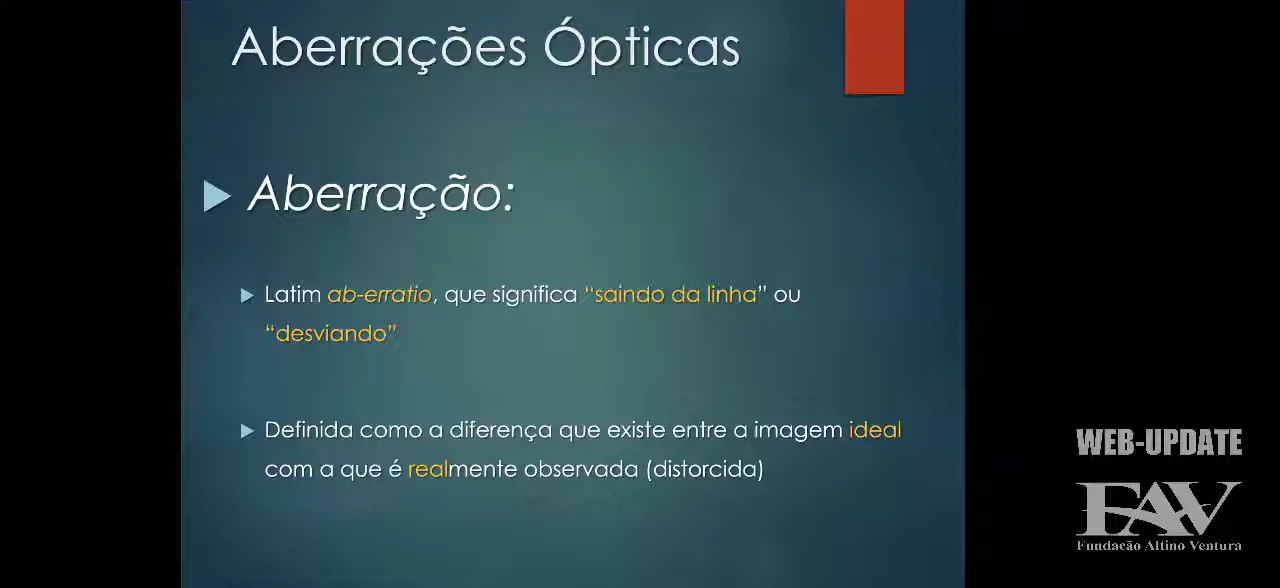 Aberrações Ópticas
Aberração:
Latim ab-erratio, que significa “saindo da linha” ou
“desviando”
Definida como a diferença que existe entre a imagem ideal
com a que é realmente observada (distorcida)
WEB-UPDATE
FAV
Fundação Altino Ventura